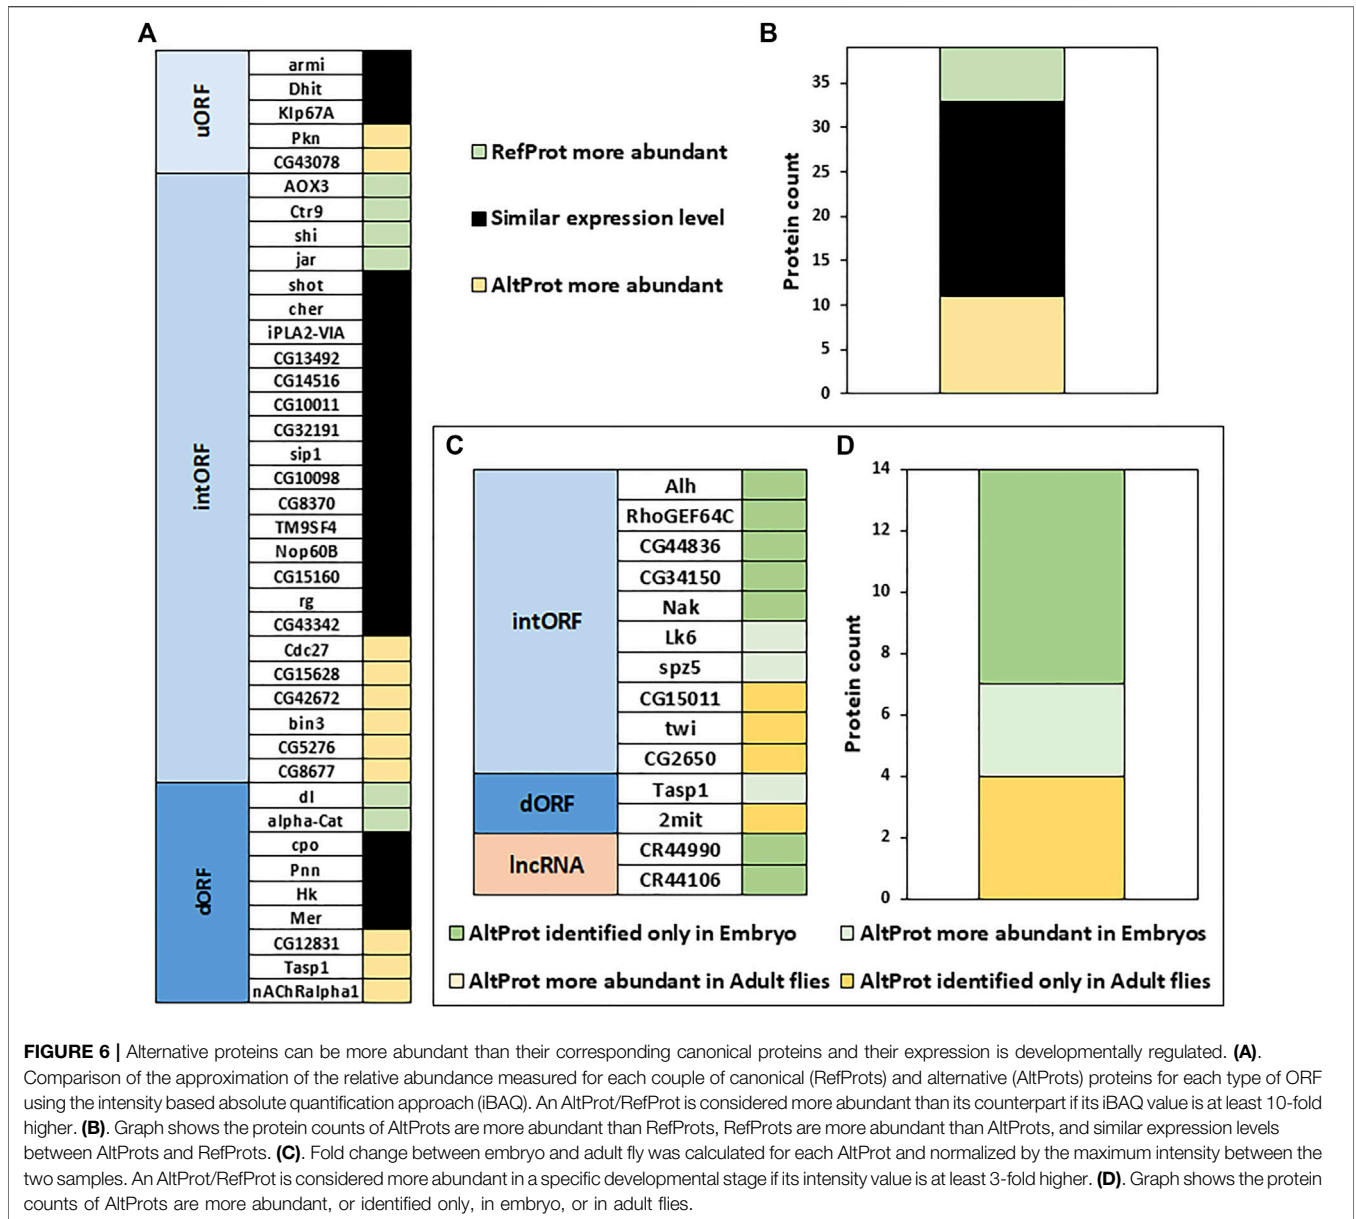 A
uORF
armi
Dhit
Klp67A
Pkn
CG43078
intORF
AOX3
Ctr9
shi
jar
shot
cher
iPLA2-VIA
CG13492
CG14516
CG10011
CG32191
sip1
CG10098
CG8370
TM9SF4
Nop60B
CG15160
rg
CG43342
Cdc27
CG15628
CG42672
bin3
CG5276
CG8677
dORF
dl
alpha-Cat
cpo
Pnn
Hk
Mer
CG12831
Tasp1
nAChRalpha1
RefProt more abundant
Similar expression level
AltProt more abundant
B
Protein count
35
30
25
20
15
10
5
0
C
intORF
Alh
RhoGEF64C
CG44836
CG34150
Nak
Lk6
spz5
CG15011
twi
CG2650
dORF
Tasp1
2mit
lncRNA
CR44990
CR44106
D
Protein count
14
12
10
8
6
4
2
0
AltProt identified only in Embryo
AltProt more abundant in Embryos
AltProt more abundant in Adult flies
AltProt identified only in Adult flies
FIGURE 6 | Alternative proteins can be more abundant than their corresponding canonical proteins and their expression is developmentally regulated. (A).
Comparison of the approximation of the relative abundance measured for each couple of canonical (RefProts) and alternative (AltProts) proteins for each type of ORF
using the intensity based absolute quantification approach (iBAQ). An AltProt/RefProt is considered more abundant than its counterpart if its iBAQ value is at least 10-fold
higher. (B). Graph shows the protein counts of AltProts are more abundant than RefProts, RefProts are more abundant than AltProts, and similar expression levels
between AltProts and RefProts. (C). Fold change between embryo and adult fly was calculated for each AltProt and normalized by the maximum intensity between the
two samples. An AltProt/RefProt is considered more abundant in a specific developmental stage if its intensity value is at least 3-fold higher. (D). Graph shows the protein
counts of AltProts are more abundant, or identified only, in embryo, or in adult flies.